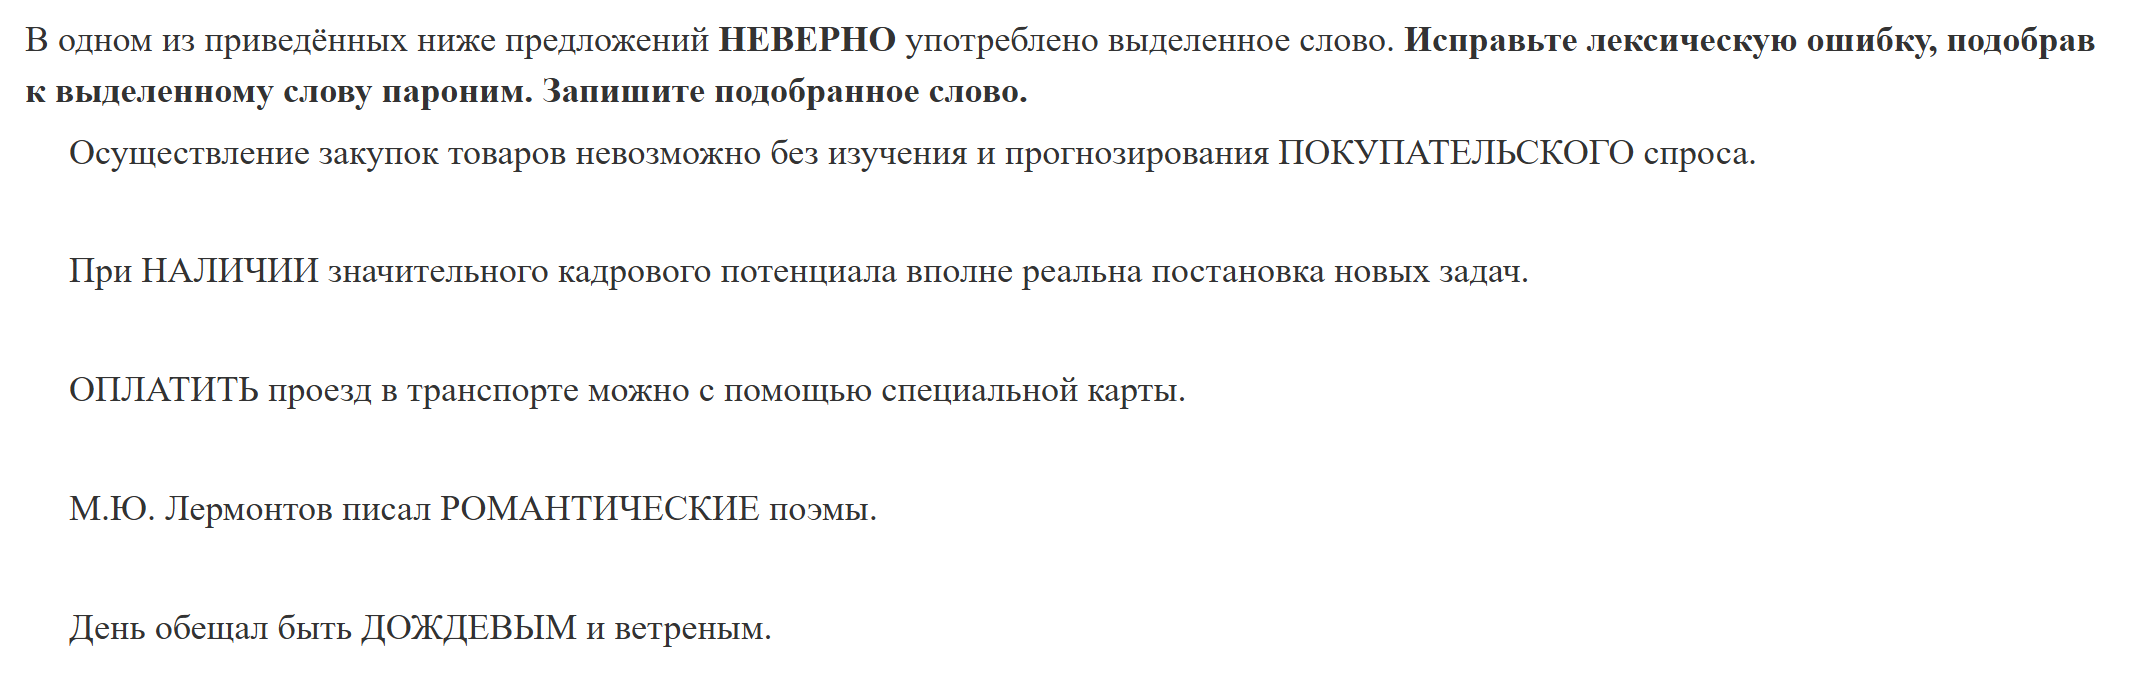 В одном из приведённых ниже предложений НЕВЕРНО употреблено выделенное слово. Исправьте лексическую ошибку, подобрав
к выделенному слову пароним. Запишите подобранное слово.
Осуществление закупок товаров невозможно без изучения и прогнозирования ПОКУПАТЕЛЬСКОГО спроса.
При НАЛИЧИИ значительного кадрового потенциала вполне реальна постановка новых задач.
ОПЛАТИТЬ проезд в транспорте можно с помощью специальной карты.
М.Ю. Лермонтов писал РОМАНТИЧЕСКИЕ поэмы.
День обещал быть ДОЖДЕВЫМ и ветреным.